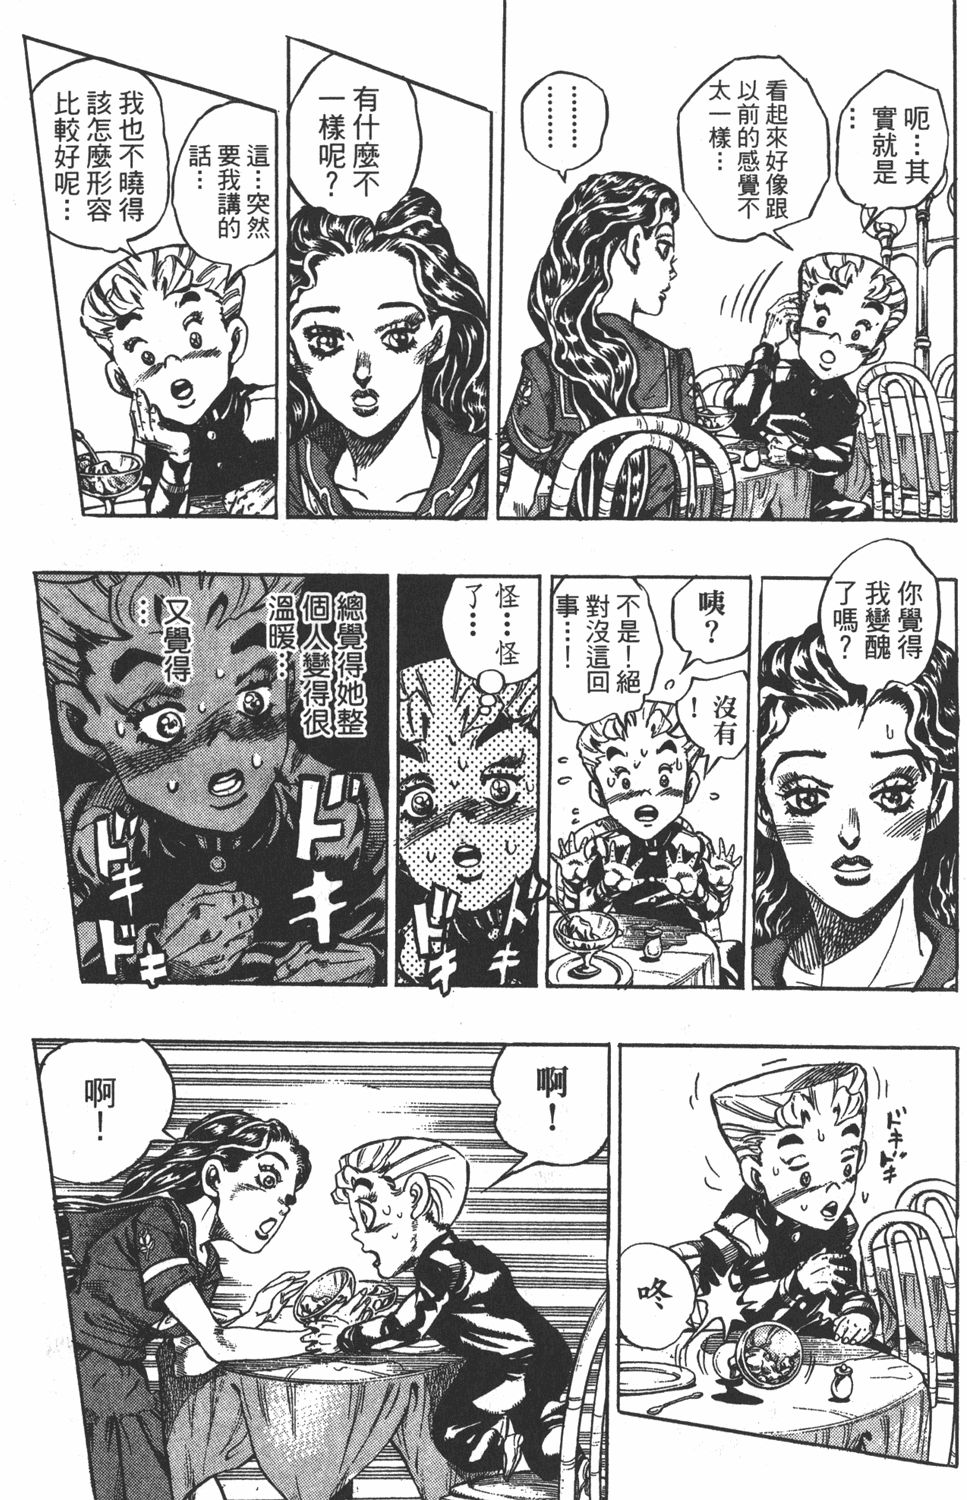 呃…其
實就是
…
看起來好像跟
以前的感覺不
太一樣…
…………
有什麼不
一樣呢？
這…突然
要我講的
話…
我也不曉得
該怎麼形容
比較好呢…
你覺得
我變醜
了嗎？
咦？
沒有
！
不是！絕
對沒這回
事…！
怪…怪
了…
總覺得她整
個人變得很
溫暖…
又覺得
…
ドキ
ドキ
ドキ
ドキ
ドキ
咚
啊！
啊！